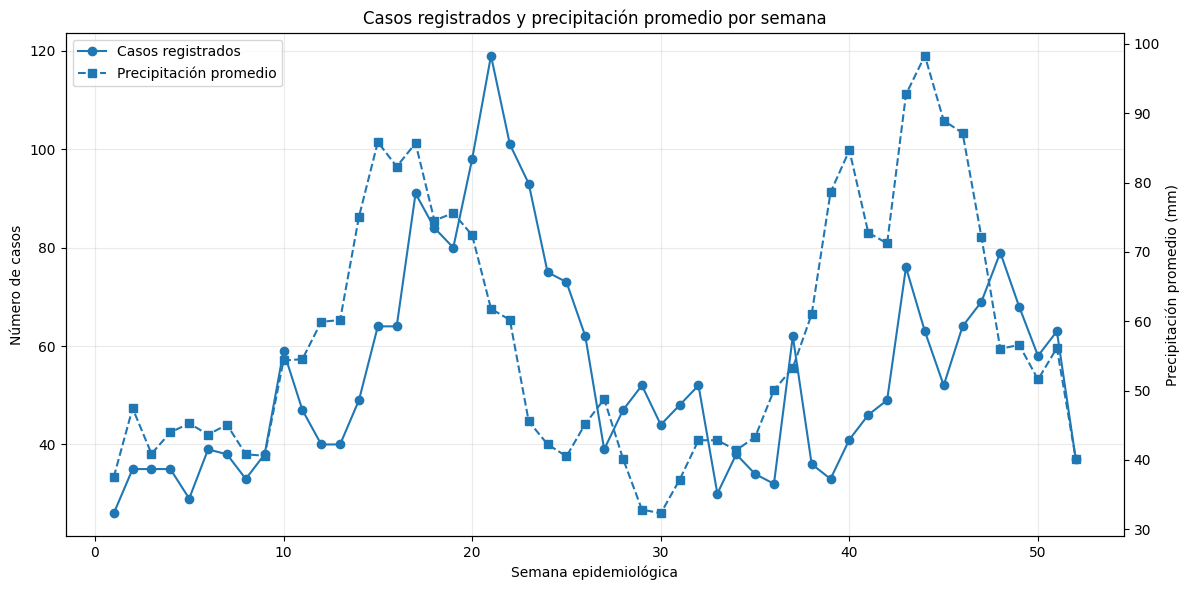 Casos registrados y precipitación promedio por semana
Casos registrados
Precipitación promedio
Número de casos
120
100
80
60
40
100
90
80
70
60
50
40
30
Precipitación promedio (mm)
0 10 20 30 40 50
Semana epidemiológica